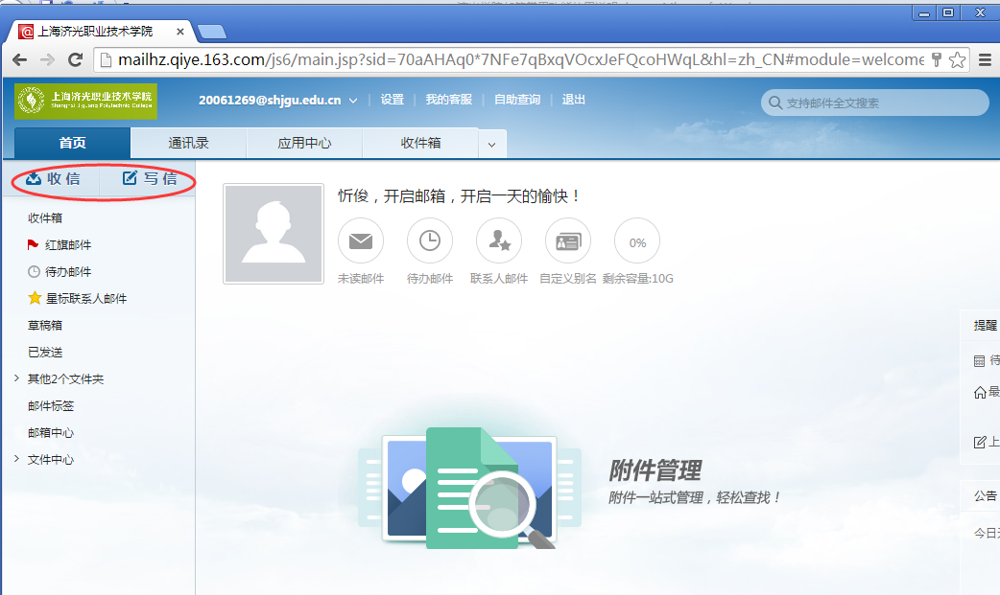 上海济光职业技术学院
mailhz.qiye.163.com/js6/main.jsp?sid=70aAHAq0*7NFe7qBxqVOcxJeFQcoHWqL&hl=zh_CN#module=welcome
上海济光职业技术学院
Shanghai Jiguang Polytechnic College
20061269@shjgu.edu.cn 设置 我的客服 自助查询 退出
支持邮件全文搜索
首页 通讯录 应用中心 收件箱
收 信 写 信
收件箱
红旗邮件
待办邮件
星标联系人邮件
草稿箱
已发送
其他2个文件夹
邮件标签
邮箱中心
文件中心
忻俊，开启邮箱，开启一天的愉快！
0%
未读邮件 待办邮件 联系人邮件 自定义别名 剩余容量:10G
附件管理
附件一站式管理，轻松查找！
提醒
待
最
上
公告
今日